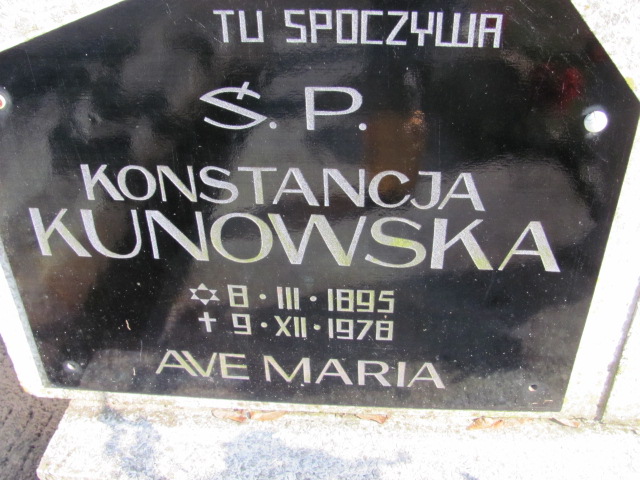 TU SPOCZYWA
Ś.P.
KONSTANCJA
KUNOWSKA
✡ 8·III·1895
✝ 9·XII·1978
AVE MARIA